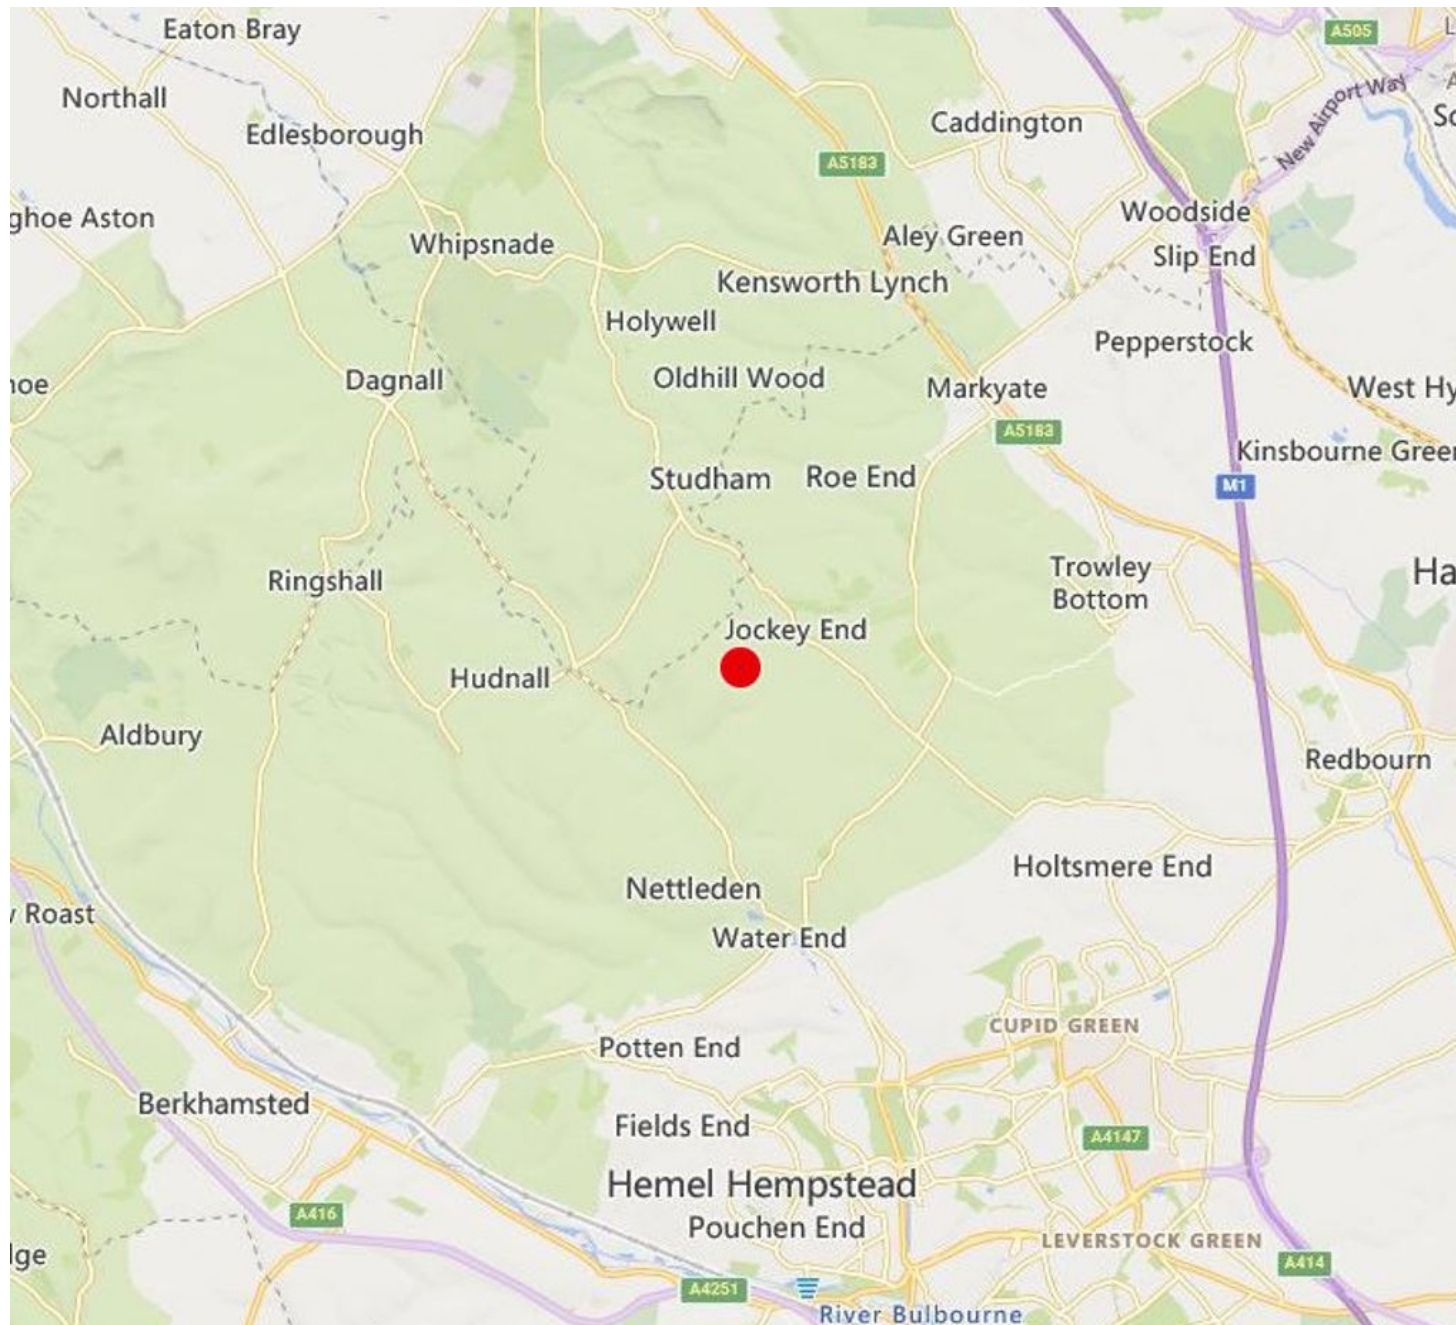 Eaton Bray
A505
Northall
New Airport Way
Caddington
Edlesborough
A5183
ghoe Aston
Woodside
Whipsnade
Aley Green
Slip End
Kensworth Lynch
Holywell
Pepperstock
Dagnall
Oldhill Wood
Markyate
West Hy
hoe
A5183
Kinsbourne Green
Studham
Roe End
M1
Ringshall
Trowley
Bottom
Ha
Jockey End
Hudnall
Aldbury
Redbourn
Holtsmere End
Nettleden
Roast
Water End
CUPID GREEN
Potten End
Berkhamsted
Fields End
A4147
Hemel Hempstead
A416
Pouchen End
LEVERSTOCK GREEN
lge
A414
A4251
River Bulbourne